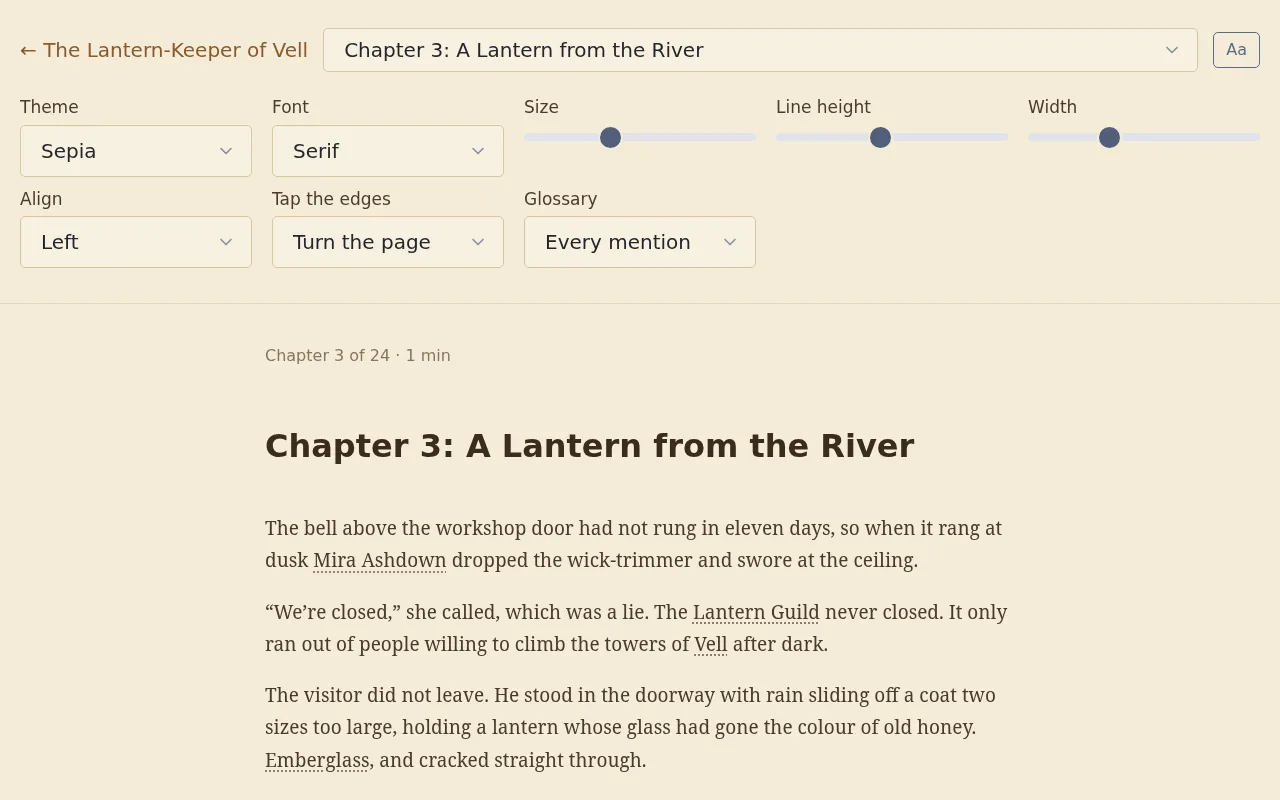 ← The Lantern-Keeper of Vell
Chapter 3: A Lantern from the River
Aa
Theme
Font
Size
Line height
Width
Sepia
Serif
Align
Tap the edges
Glossary
Left
Turn the page
Every mention
Chapter 3 of 24 · 1 min
Chapter 3: A Lantern from the River
The bell above the workshop door had not rung in eleven days, so when it rang at
dusk Mira Ashdown dropped the wick-trimmer and swore at the ceiling.
“We’re closed,” she called, which was a lie. The Lantern Guild never closed. It only
ran out of people willing to climb the towers of Vell after dark.
The visitor did not leave. He stood in the doorway with rain sliding off a coat two
sizes too large, holding a lantern whose glass had gone the colour of old honey.
Emberglass, and cracked straight through.